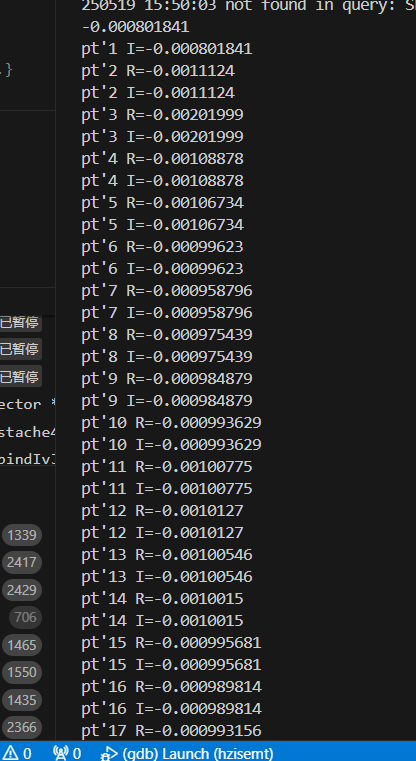 .}
已暂停
已暂停
已暂停
ector *
stache4
bindIvJ
1339
2417
2429
706
1465
1550
1435
2366
250519 15:50:03 not found in query: S
-0.000801841
pt'1 I=-0.000801841
pt'2 R=-0.0011124
pt'2 I=-0.0011124
pt'3 R=-0.00201999
pt'3 I=-0.00201999
pt'4 R=-0.00108878
pt'4 I=-0.00108878
pt'5 R=-0.00106734
pt'5 I=-0.00106734
pt'6 R=-0.00099623
pt'6 I=-0.00099623
pt'7 R=-0.000958796
pt'7 I=-0.000958796
pt'8 R=-0.000975439
pt'8 I=-0.000975439
pt'9 R=-0.000984879
pt'9 I=-0.000984879
pt'10 R=-0.000993629
pt'10 I=-0.000993629
pt'11 R=-0.00100775
pt'11 I=-0.00100775
pt'12 R=-0.0010127
pt'12 I=-0.0010127
pt'13 R=-0.00100546
pt'13 I=-0.00100546
pt'14 R=-0.0010015
pt'14 I=-0.0010015
pt'15 R=-0.000995681
pt'15 I=-0.000995681
pt'16 R=-0.000989814
pt'16 I=-0.000989814
pt'17 R=-0.000993156
0 0 (gdb) Launch (hzisemt)